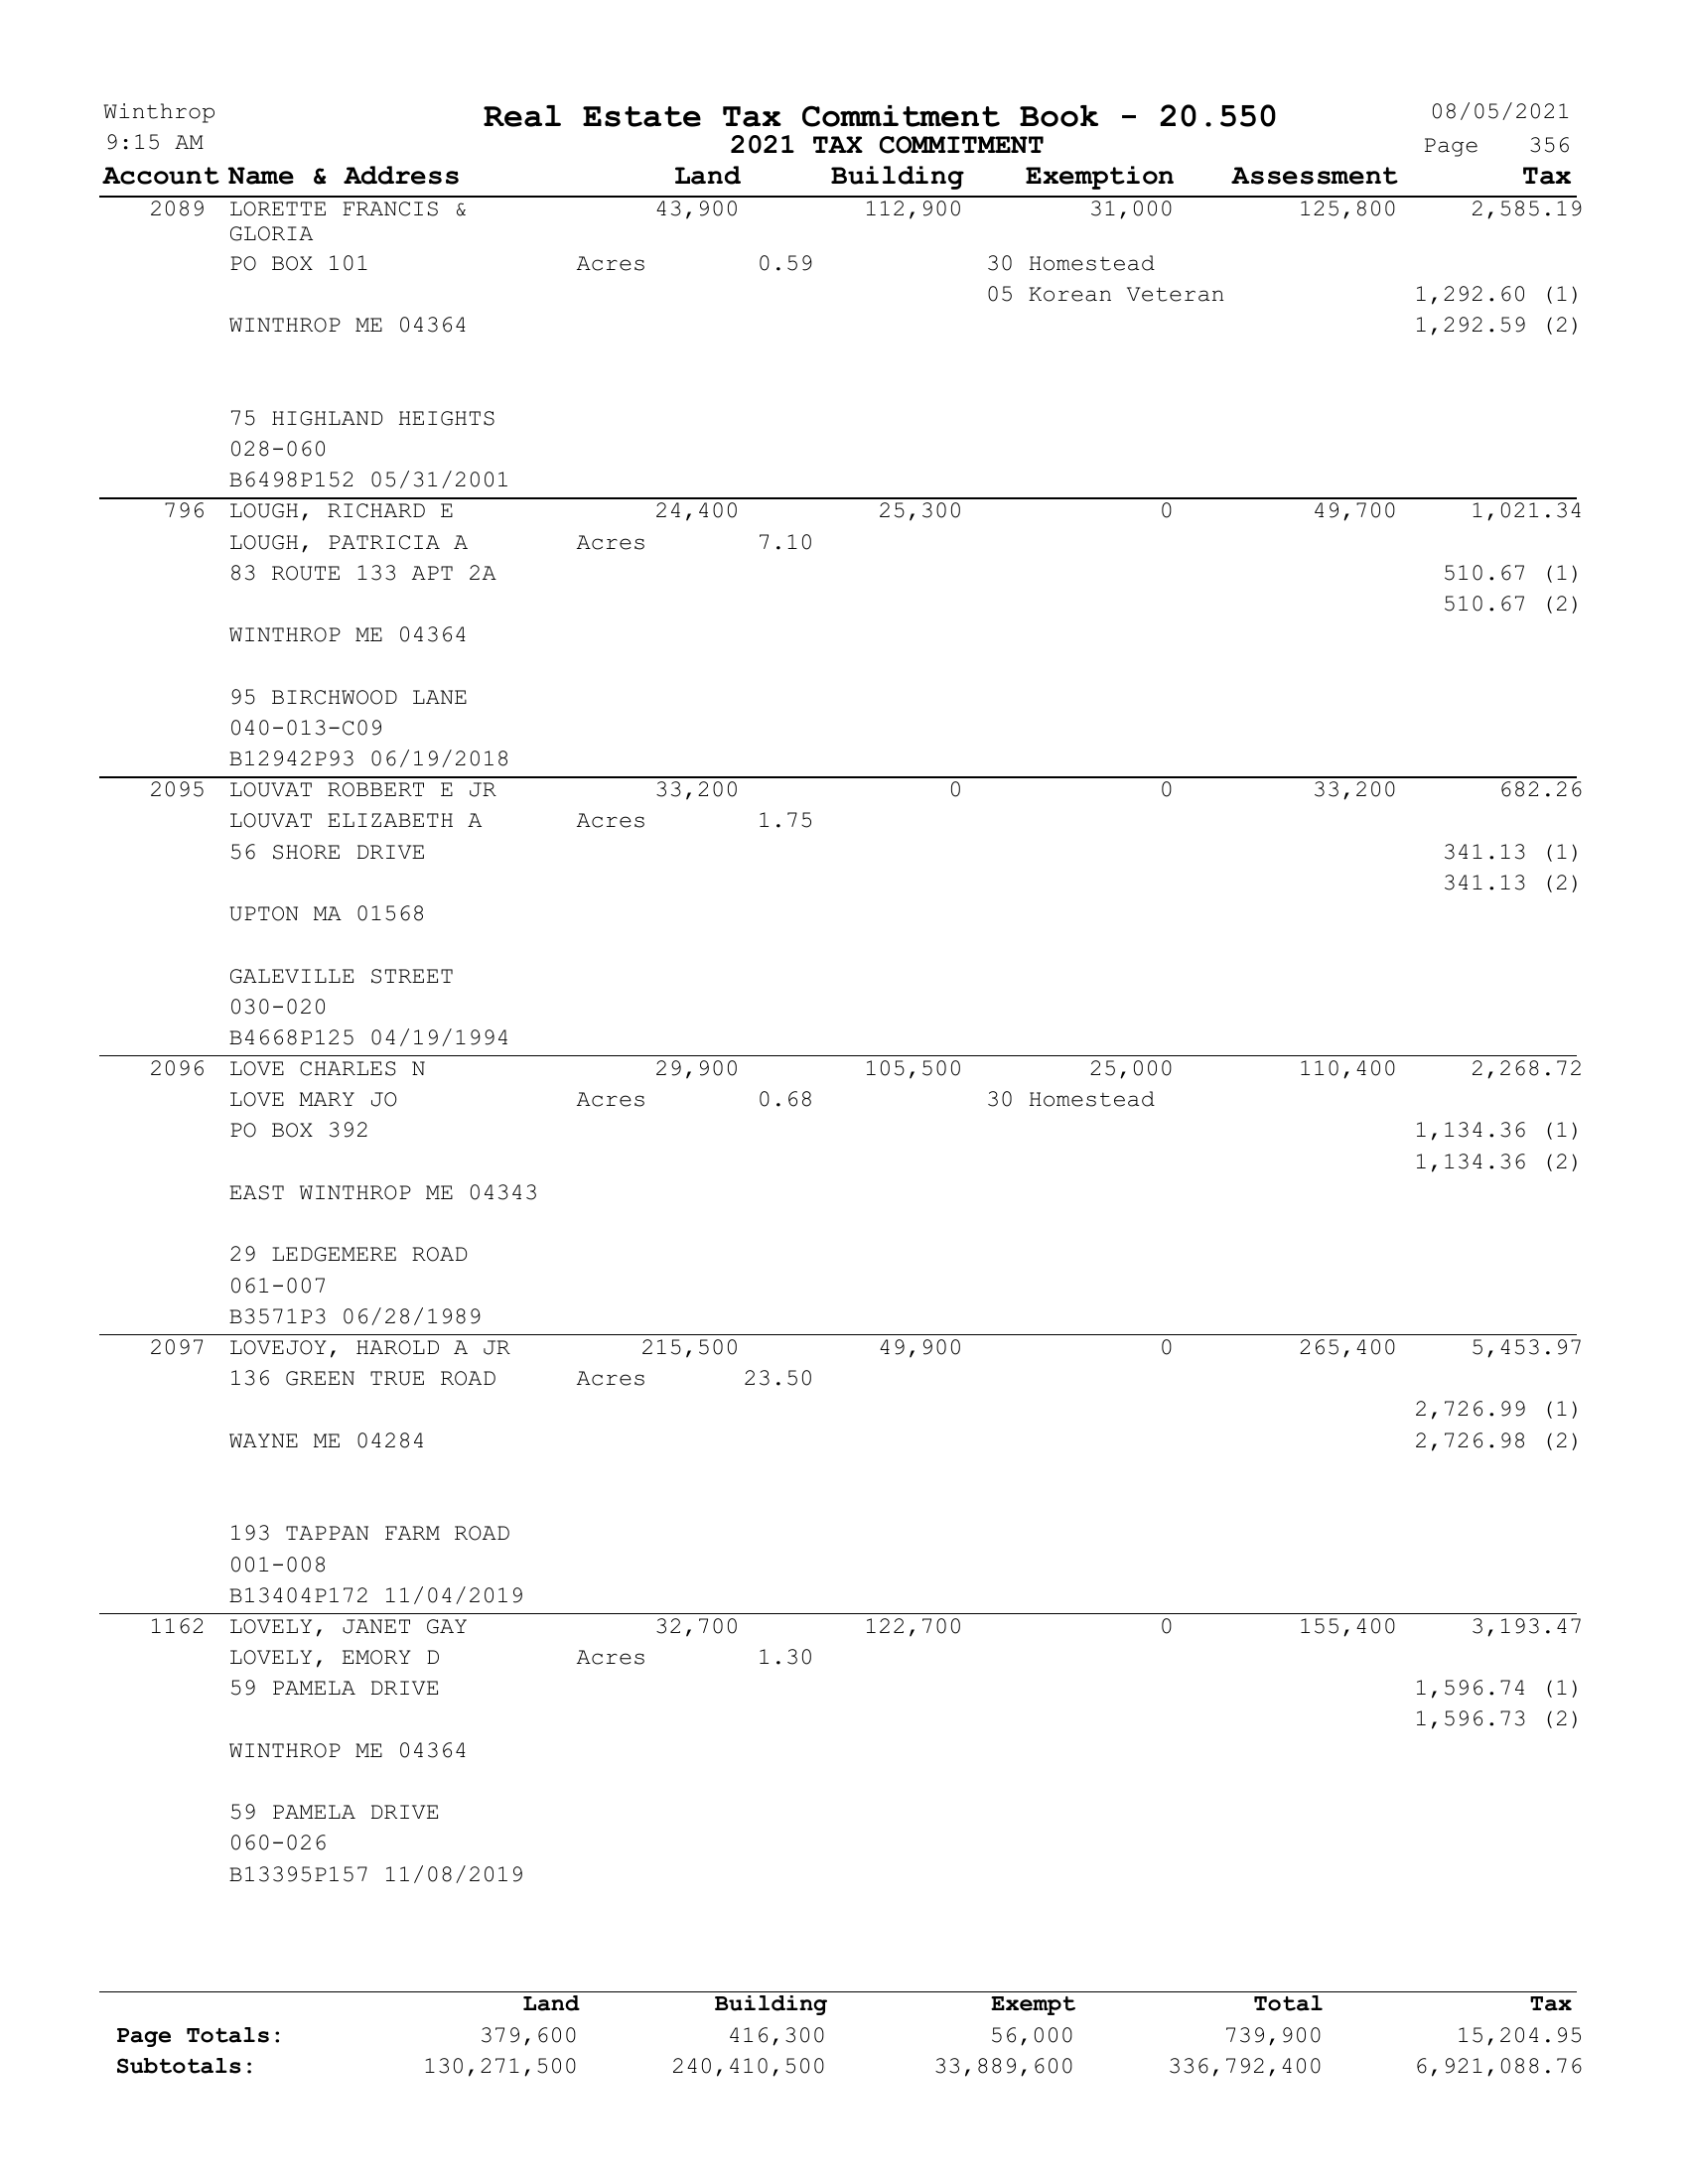 Winthrop Real Estate Tax Commitment Book - 20.550 08/05/2021
9:15 AM 2021 TAX COMMITMENT Page 356
Account Name & Address Land Building Exemption Assessment Tax
2089 LORETTE FRANCIS & 43,900 112,900 31,000 125,800 2,585.19
GLORIA
PO BOX 101 Acres 0.59 30 Homestead
05 Korean Veteran 1,292.60 (1)
WINTHROP ME 04364 1,292.59 (2)
75 HIGHLAND HEIGHTS
028-060
B6498P152 05/31/2001
796 LOUGH, RICHARD E 24,400 25,300 0 49,700 1,021.34
LOUGH, PATRICIA A Acres 7.10
83 ROUTE 133 APT 2A 510.67 (1)
510.67 (2)
WINTHROP ME 04364
95 BIRCHWOOD LANE
040-013-C09
B12942P93 06/19/2018
2095 LOUVAT ROBBERT E JR 33,200 0 0 33,200 682.26
LOUVAT ELIZABETH A Acres 1.75
56 SHORE DRIVE 341.13 (1)
341.13 (2)
UPTON MA 01568
GALEVILLE STREET
030-020
B4668P125 04/19/1994
2096 LOVE CHARLES N 29,900 105,500 25,000 110,400 2,268.72
LOVE MARY JO Acres 0.68 30 Homestead
PO BOX 392 1,134.36 (1)
1,134.36 (2)
EAST WINTHROP ME 04343
29 LEDGEMERE ROAD
061-007
B3571P3 06/28/1989
2097 LOVEJOY, HAROLD A JR 215,500 49,900 0 265,400 5,453.97
136 GREEN TRUE ROAD Acres 23.50
2,726.99 (1)
WAYNE ME 04284 2,726.98 (2)
193 TAPPAN FARM ROAD
001-008
B13404P172 11/04/2019
1162 LOVELY, JANET GAY 32,700 122,700 0 155,400 3,193.47
LOVELY, EMORY D Acres 1.30
59 PAMELA DRIVE 1,596.74 (1)
1,596.73 (2)
WINTHROP ME 04364
59 PAMELA DRIVE
060-026
B13395P157 11/08/2019
Land Building Exempt Total Tax
Page Totals: 379,600 416,300 56,000 739,900 15,204.95
Subtotals: 130,271,500 240,410,500 33,889,600 336,792,400 6,921,088.76